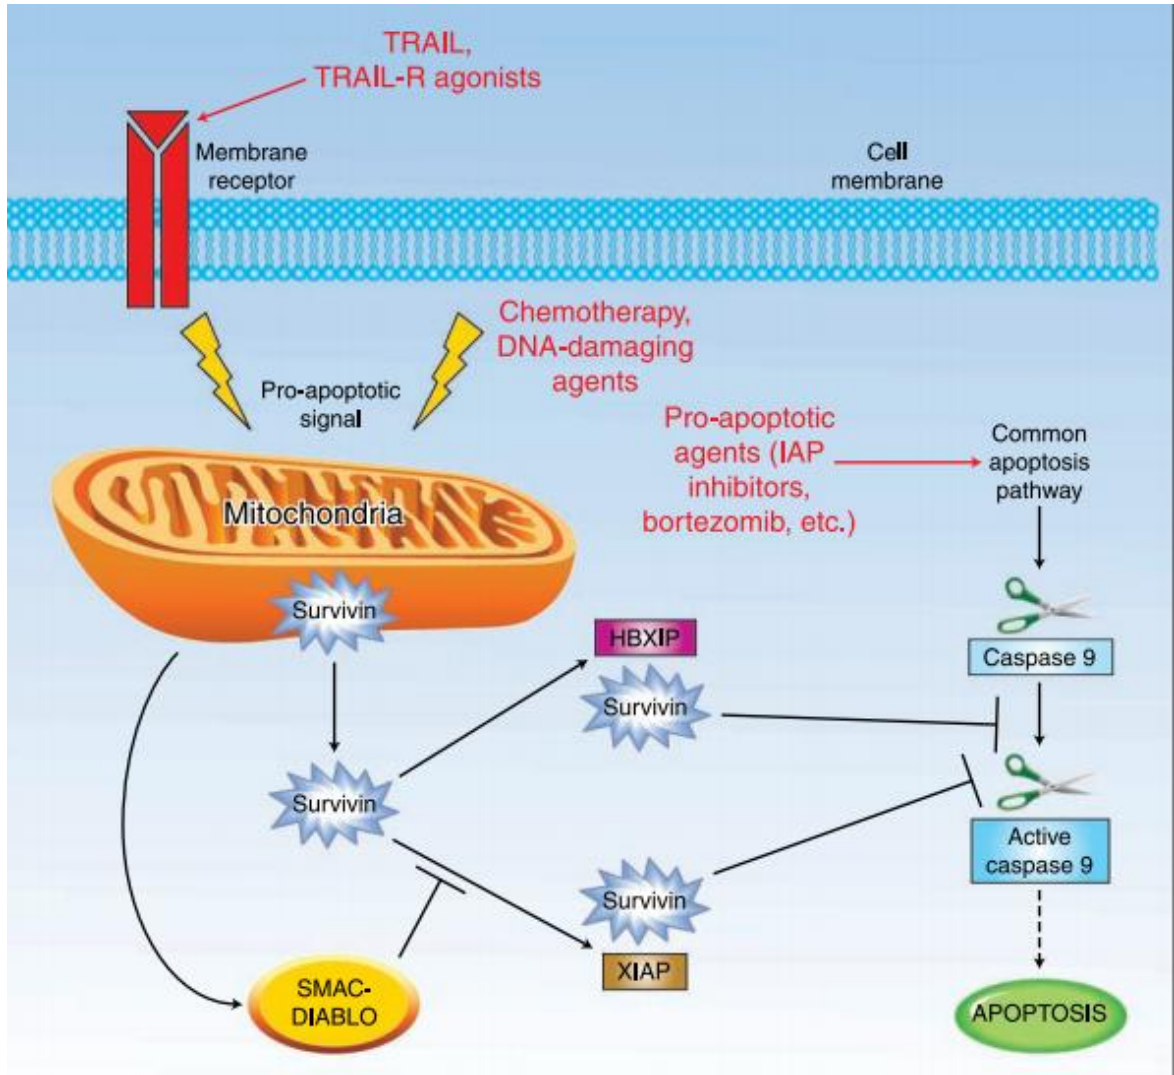 TRAIL,
TRAIL-R agonists
Membrane
receptor
Cell
membrane
Chemotherapy,
DNA-damaging
agents
Pro-apoptotic
signal
Pro-apoptotic
agents (IAP
inhibitors,
bortezomib, etc.)
Common
apoptosis
pathway
Mitochondria
Survivin
HBXIP
Survivin
Caspase 9
Survivin
Active
caspase 9
Survivin
XIAP
SMAC-
DIABLO
APOPTOSIS